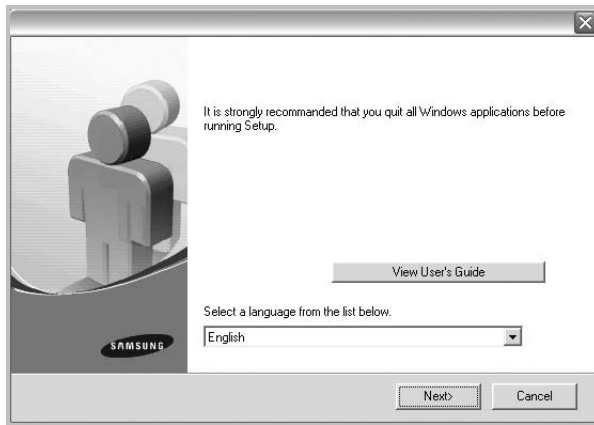 It is strongly recommanded that you quit all Windows applications before
running Setup.
View User's Guide
Select a language from the list below.
English
SAMSUNG
Next>
Cancel